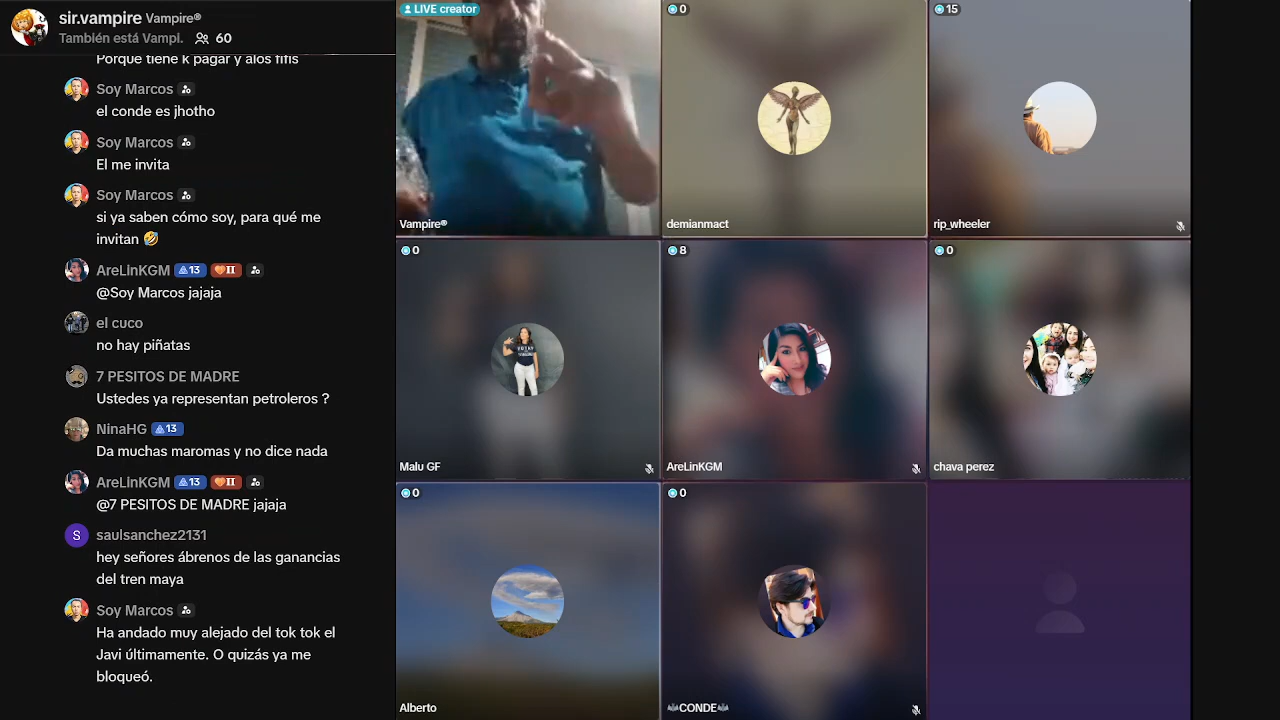 sir.vampire Vampire®
También está Vampi. 60
Porque tiene k pagar y alos fifis
Soy Marcos
el conde es jhotho
Soy Marcos
El me invita
Soy Marcos
si ya saben cómo soy, para qué me
invitan 🤣
AreLinKGM 13 II
@Soy Marcos jajaja
el cuco
no hay piñatas
7 PESITOS DE MADRE
Ustedes ya representan petroleros ?
NinaHG 13
Da muchas maromas y no dice nada
AreLinKGM 13 II
@7 PESITOS DE MADRE jajaja
S saulsanchez2131
hey señores ábrenos de las ganancias
del tren maya
Soy Marcos
Ha andado muy alejado del tok tok el
Javi últimamente. O quizás ya me
bloqueó.
LIVE creator
Vampire®
0
demianmact
15
rip_wheeler
0
Malu GF
8
AreLinKGM
0
chava perez
0
Alberto
0
🦇CONDE🦇